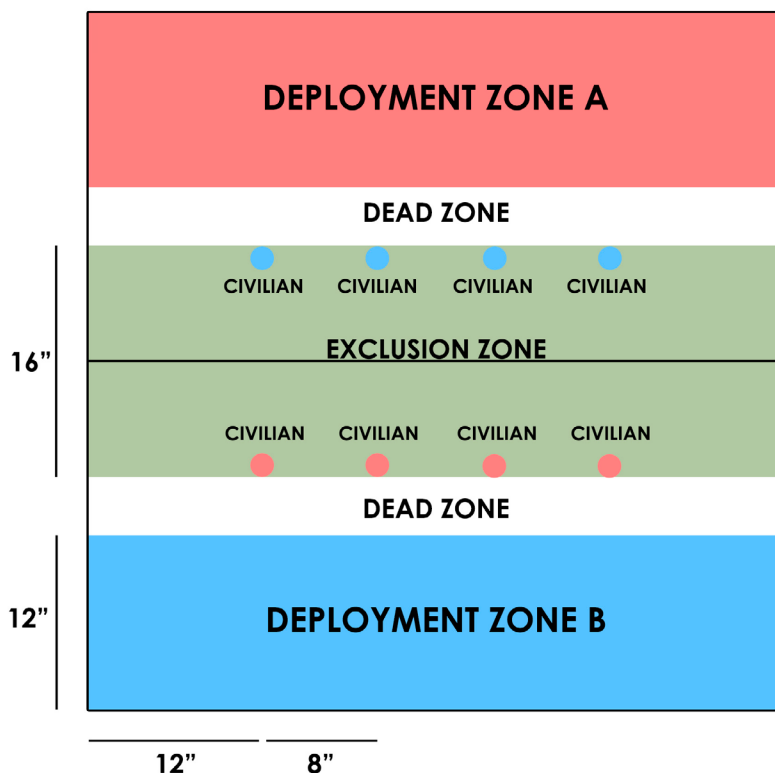 DEPLOYMENT ZONE A
DEAD ZONE
CIVILIAN CIVILIAN CIVILIAN CIVILIAN
EXCLUSION ZONE
16”
CIVILIAN CIVILIAN CIVILIAN CIVILIAN
DEAD ZONE
12”
DEPLOYMENT ZONE B
12” 8”